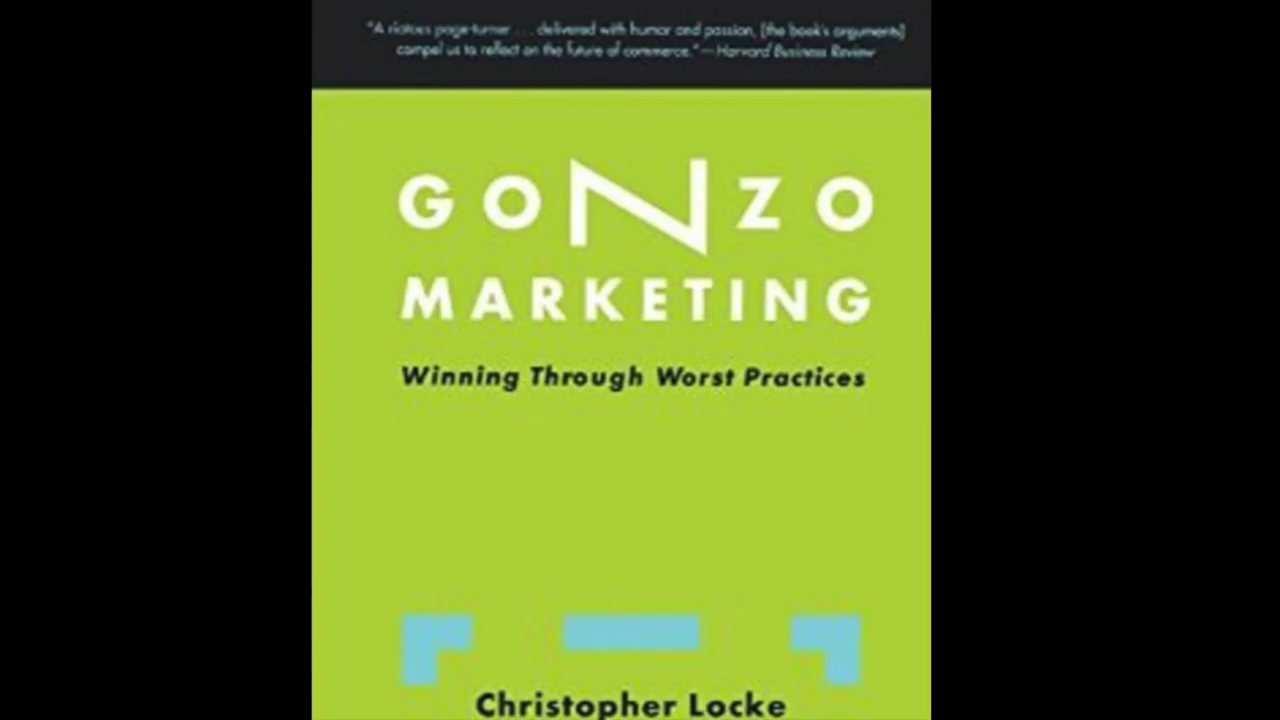 "A riotous page-turner ... delivered with humor and passion, [the book's arguments]
compel us to reflect on the future of commerce."—Harvard Business Review
GONZO
MARKETING
Winning Through Worst Practices
Christopher Locke